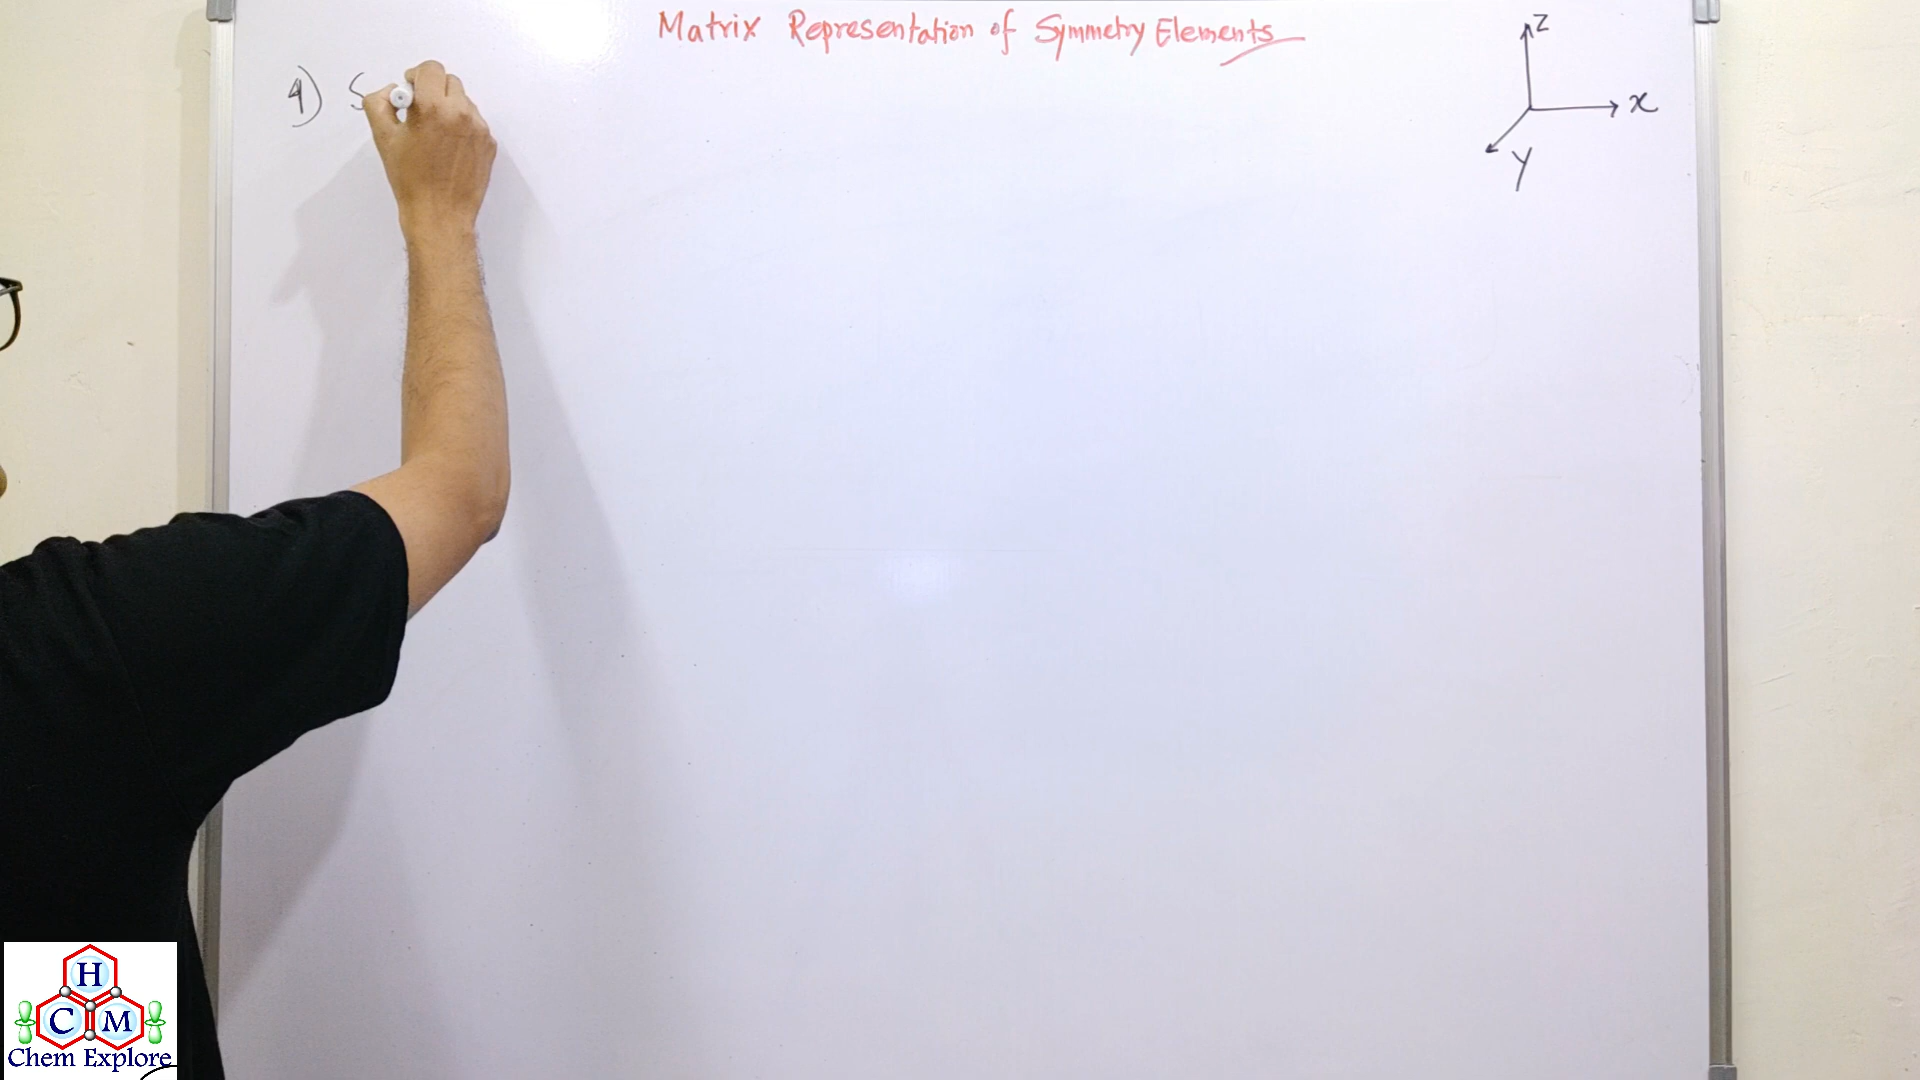 Matrix Representation of Symmetry Elements
Z
x
y
4) S
H
C M
Chem Explore